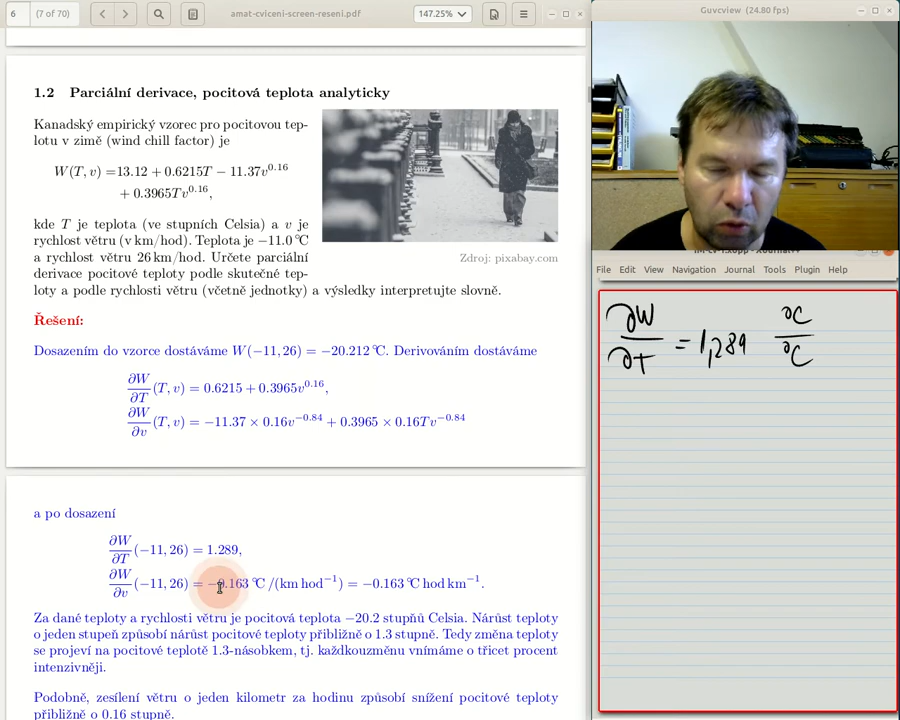 6 (7 of 70) amat-cviceni-screen-reseni.pdf 147.25%
Guvcview (24.80 fps)
1.2 Parciální derivace, pocitová teplota analyticky
Kanadský empirický vzorec pro pocitovou tep-
lotu v zimě (wind chill factor) je
W(T, v) =13.12 + 0.6215T − 11.37v^0.16
+ 0.3965Tv^0.16,
kde T je teplota (ve stupních Celsia) a v je
rychlost větru (v km/hod). Teplota je −11.0 °C
a rychlost větru 26 km/hod. Určete parciální
derivace pocitové teploty podle skutečné tep-
loty a podle rychlosti větru (včetně jednotky) a výsledky interpretujte slovně.
Zdroj: pixabay.com
Řešení:
Dosazením do vzorce dostáváme W(−11, 26) = −20.212 °C. Derivováním dostáváme
∂W/∂T (T, v) = 0.6215 + 0.3965v^0.16,
∂W/∂v (T, v) = −11.37 × 0.16v^−0.84 + 0.3965 × 0.16Tv^−0.84
a po dosazení
∂W/∂T (−11, 26) = 1.289,
∂W/∂v (−11, 26) = −0.163 °C /(km hod^−1) = −0.163 °C hod km^−1.
Za dané teploty a rychlosti větru je pocitová teplota −20.2 stupňů Celsia. Nárůst teploty
o jeden stupeň způsobí nárůst pocitové teploty přibližně o 1.3 stupně. Tedy změna teploty
se projeví na pocitové teplotě 1.3-násobkem, tj. každkouzměnu vnímáme o třicet procent
intenzivněji.
Podobně, zesílení větru o jeden kilometr za hodinu způsobí snížení pocitové teploty
přibližně o 0.16 stupně.
File Edit View Navigation Journal Tools Plugin Help
∂W/∂T = 1,289 °C/°C